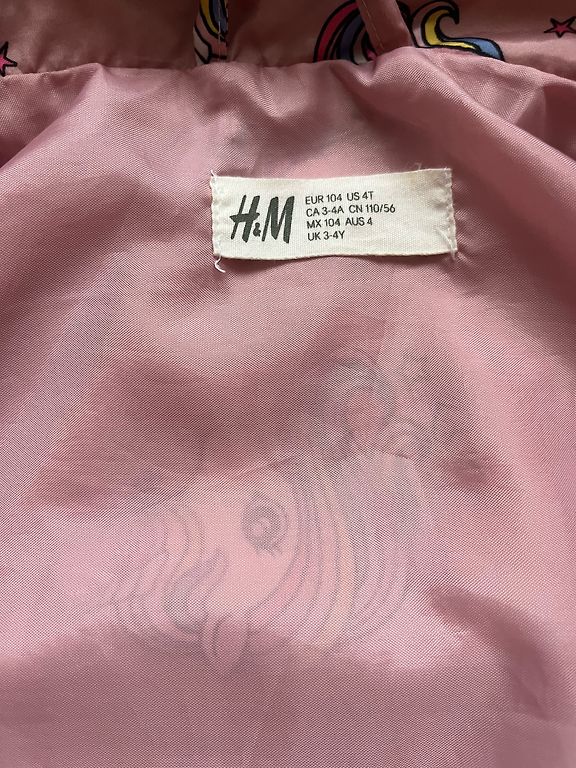 H&M
EUR 104 US 4T
CA 3-4A CN 110/56
MX 104 AUS 4
UK 3-4Y